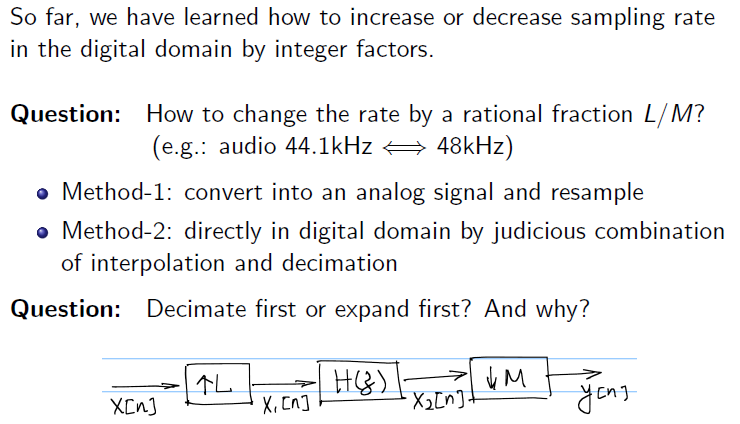 So far, we have learned how to increase or decrease sampling rate
in the digital domain by integer factors.
Question: How to change the rate by a rational fraction L/M?
(e.g.: audio 44.1kHz ⟺ 48kHz)
• Method-1: convert into an analog signal and resample
• Method-2: directly in digital domain by judicious combination
of interpolation and decimation
Question: Decimate first or expand first? And why?
↑L H(z) ↓M
X[n] X₁[n] X₂[n] y[n]